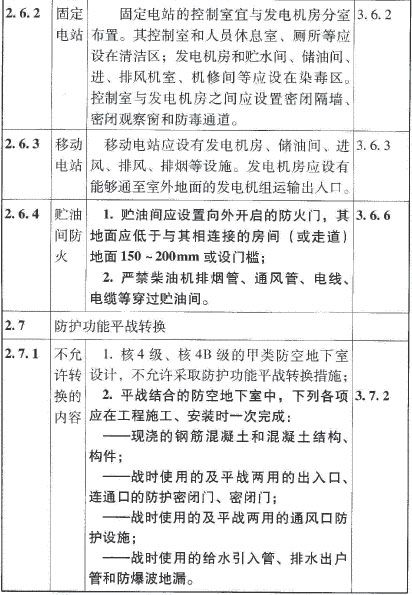 2.6.2 固定 固定电站的控制室宜与发电机房分室 3.6.2
电站 布置。其控制室和人员休息室、厕所等应
设在清洁区；发电机房和贮水间、储油间、
进、排风机室、机修间等应设在染毒区。
控制室与发电机房之间应设置密闭隔墙、
密闭观察窗和防毒通道。
2.6.3 移动 移动电站应设有发电机房、储油间、进 3.6.3
电站 风、排风、排烟等设施。发电机房应设有
能够通至室外地面的发电机组运输出入口。
2.6.4 贮油 1. 贮油间应设置向外开启的防火门，其 3.6.6
间防 地面应低于与其相连接的房间（或走道）
火 地面150～200mm或设门槛；
2. 严禁柴油机排烟管、通风管、电线、
电缆等穿过贮油间。
2.7 防护功能平战转换
2.7.1 不允 1. 核4级、核4B级的甲类防空地下室
许转 设计，不允许采取防护功能平战转换措施；
换的 2. 平战结合的防空地下室中，下列各项 3.7.2
内容 应在工程施工、安装时一次完成：
——现浇的钢筋混凝土和混凝土结构、
构件；
——战时使用的及平战两用的出入口、
连通口的防护密闭门、密闭门；
——战时使用的及平战两用的通风口防
护设施；
——战时使用的给水引入管、排水出户
管和防爆波地漏。